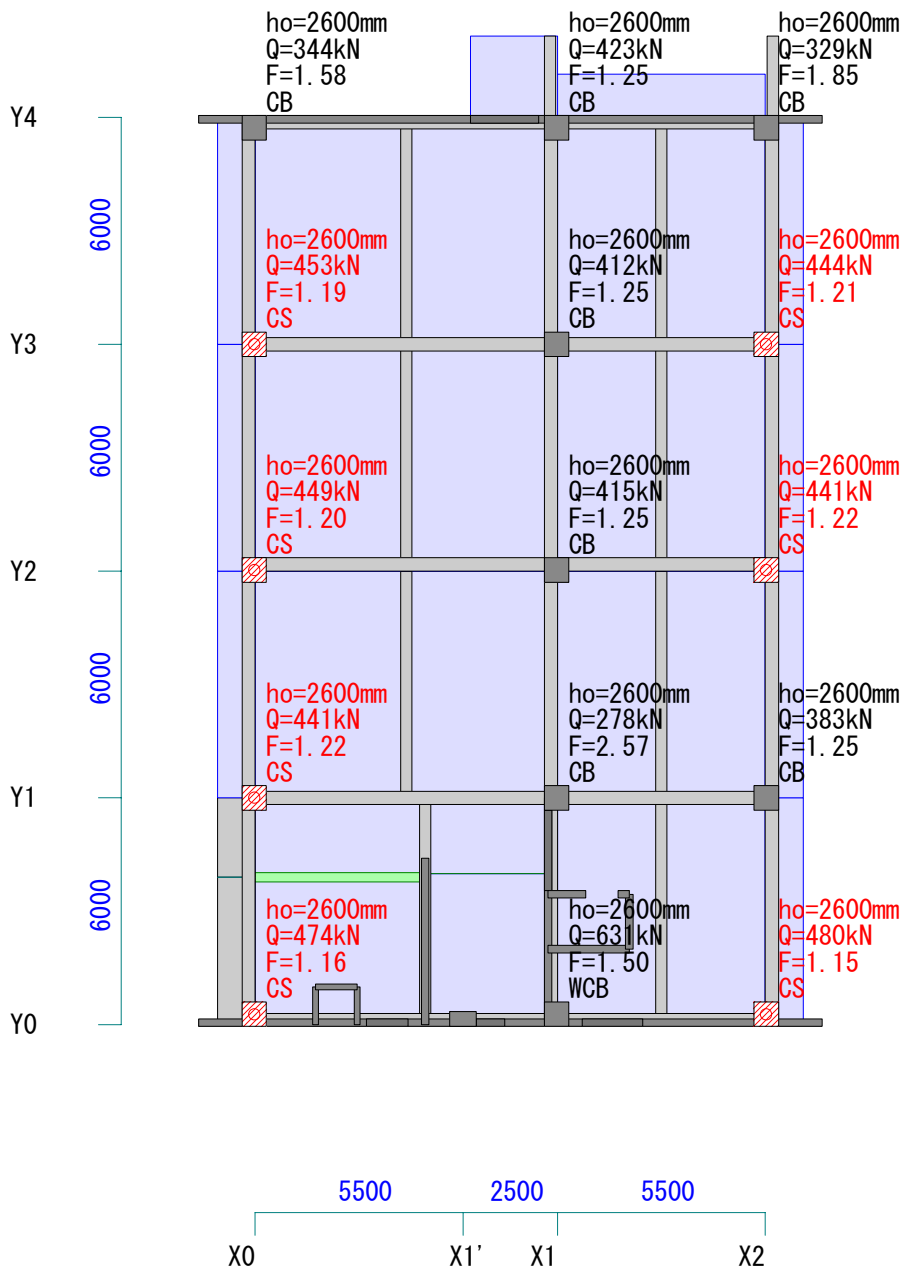 ho=2600mm
Q=344kN
F=1.58
CB
ho=2600mm
Q=423kN
F=1.25
CB
ho=2600mm
Q=329kN
F=1.85
CB
Y4
6000
ho=2600mm
Q=453kN
F=1.19
CS
ho=2600mm
Q=412kN
F=1.25
CB
ho=2600mm
Q=444kN
F=1.21
CS
Y3
6000
ho=2600mm
Q=449kN
F=1.20
CS
ho=2600mm
Q=415kN
F=1.25
CB
ho=2600mm
Q=441kN
F=1.22
CS
Y2
6000
ho=2600mm
Q=441kN
F=1.22
CS
ho=2600mm
Q=278kN
F=2.57
CB
ho=2600mm
Q=383kN
F=1.25
CB
Y1
6000
ho=2600mm
Q=474kN
F=1.16
CS
ho=2600mm
Q=631kN
F=1.50
WCB
ho=2600mm
Q=480kN
F=1.15
CS
Y0
5500
2500
5500
X0
X1'
X1
X2